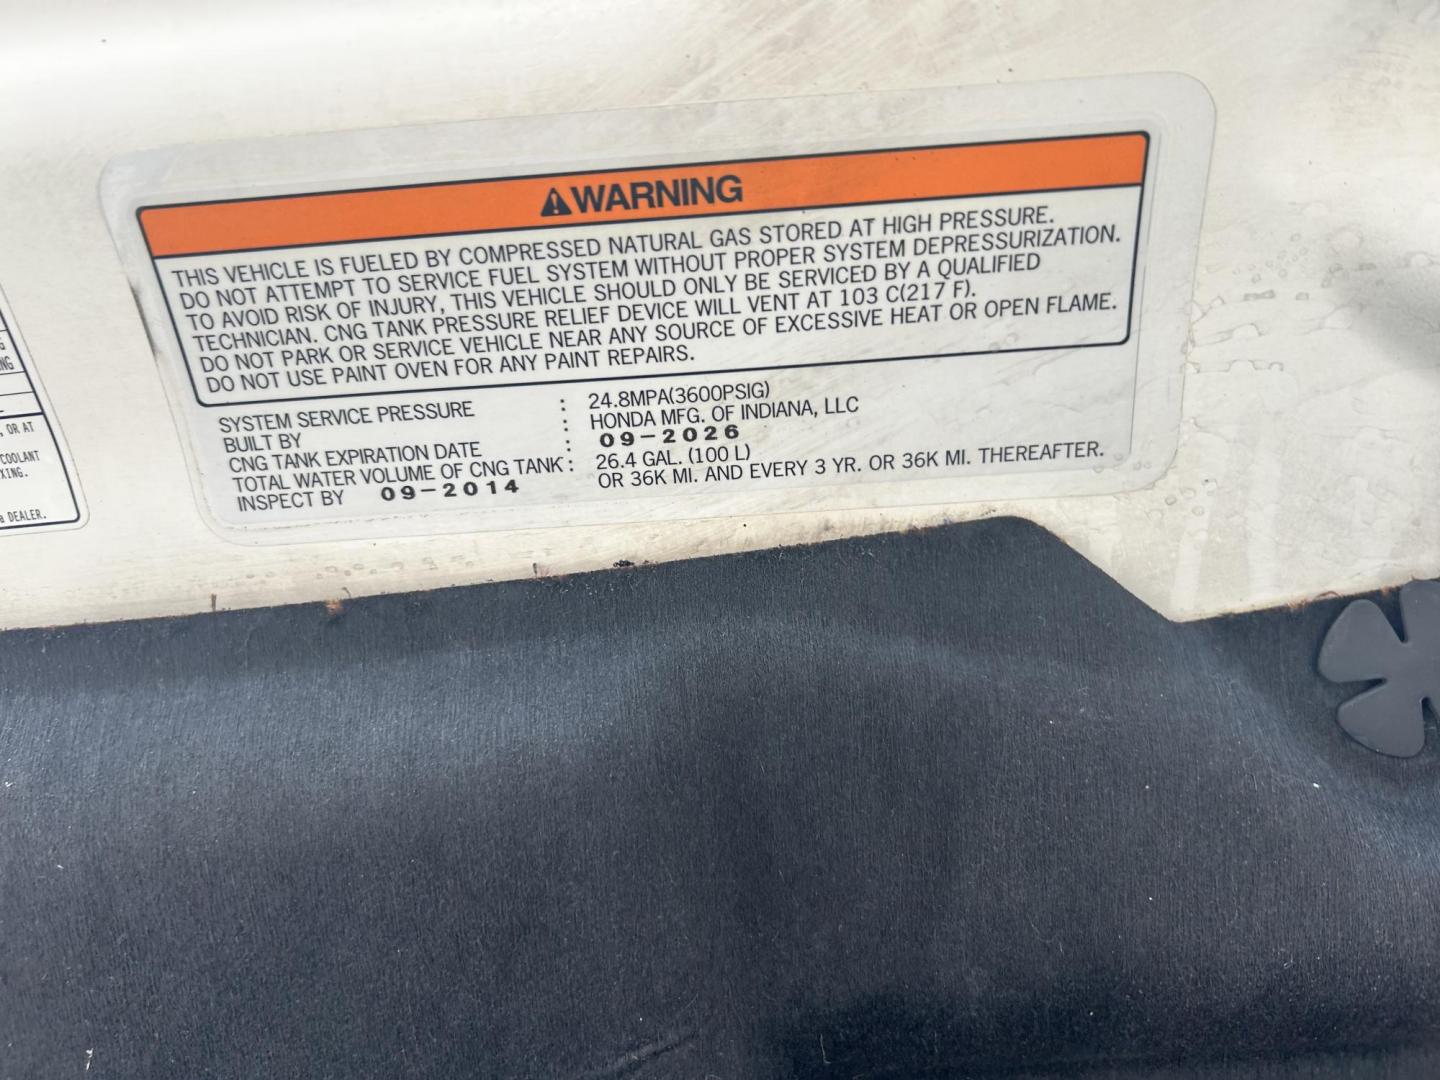 WARNING
THIS VEHICLE IS FUELED BY COMPRESSED NATURAL GAS STORED AT HIGH PRESSURE.
DO NOT ATTEMPT TO SERVICE FUEL SYSTEM WITHOUT PROPER SYSTEM DEPRESSURIZATION.
TO AVOID RISK OF INJURY, THIS VEHICLE SHOULD ONLY BE SERVICED BY A QUALIFIED
TECHNICIAN. CNG TANK PRESSURE RELIEF DEVICE WILL VENT AT 103 C(217 F).
DO NOT PARK OR SERVICE VEHICLE NEAR ANY SOURCE OF EXCESSIVE HEAT OR OPEN FLAME.
DO NOT USE PAINT OVEN FOR ANY PAINT REPAIRS.
SYSTEM SERVICE PRESSURE : 24.8MPA(3600PSIG)
BUILT BY : HONDA MFG. OF INDIANA, LLC
CNG TANK EXPIRATION DATE : 09-2026
TOTAL WATER VOLUME OF CNG TANK : 26.4 GAL. (100 L)
INSPECT BY 09-2014 OR 36K MI. AND EVERY 3 YR. OR 36K MI. THEREAFTER.
, OR AT
COOLANT
DEALER.